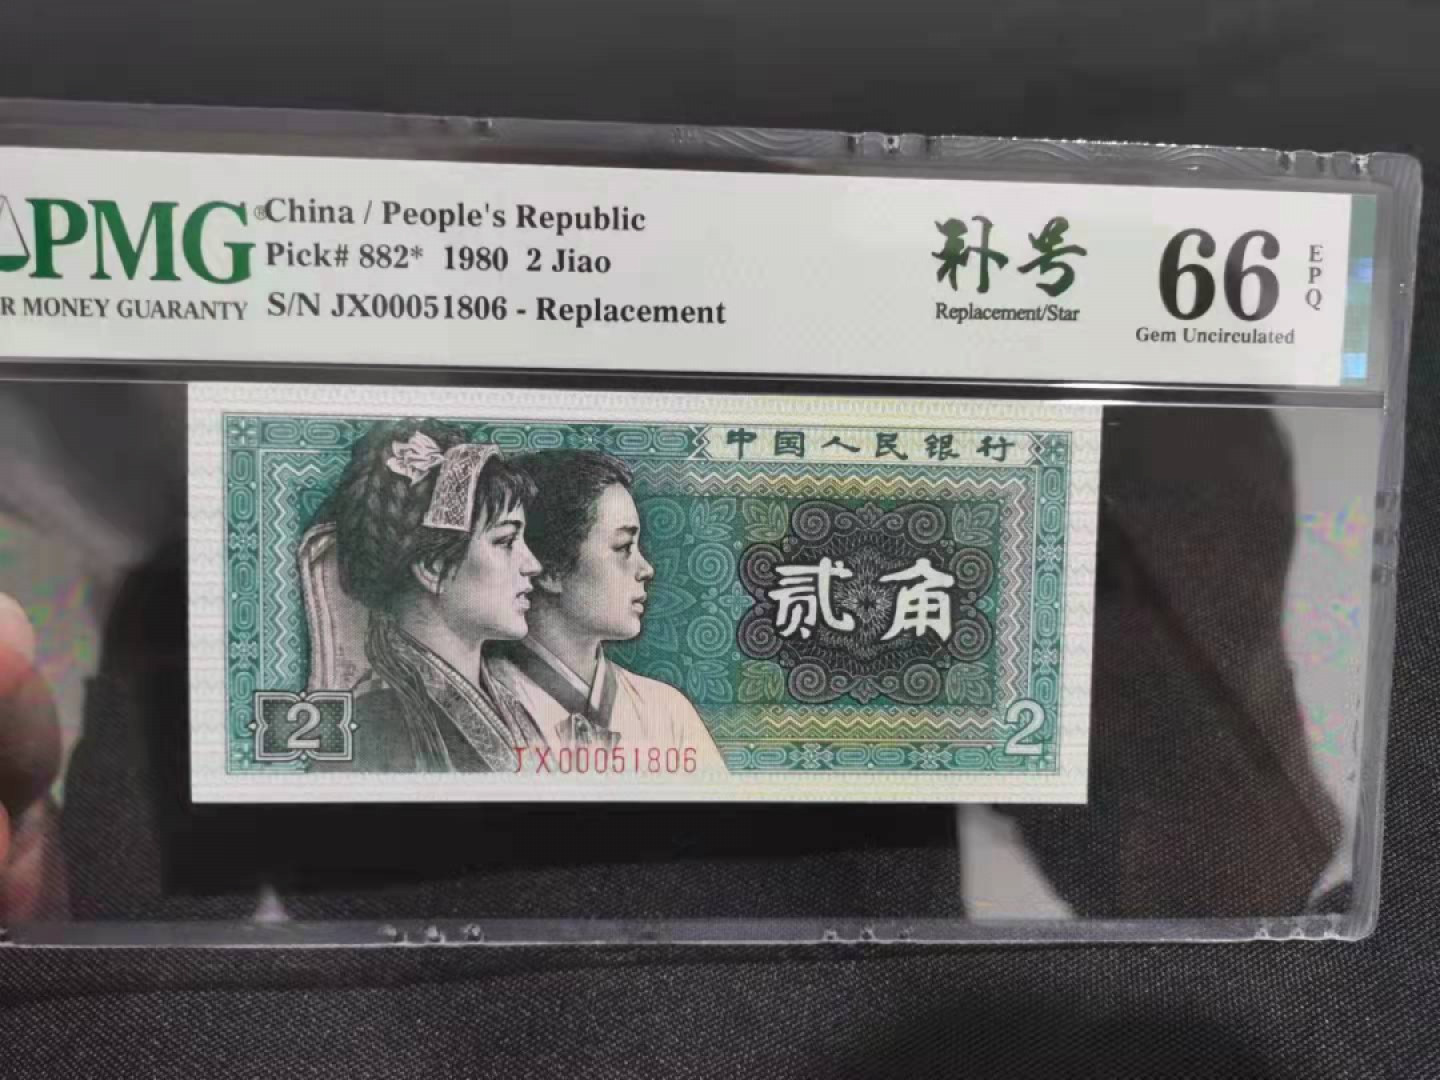 PMG®
R MONEY GUARANTY
China / People's Republic
Pick# 882* 1980 2 Jiao
S/N JX00051806 - Replacement
补号
Replacement/Star
66
EPQ
Gem Uncirculated
中国人民银行
贰角
2
JX00051806
2